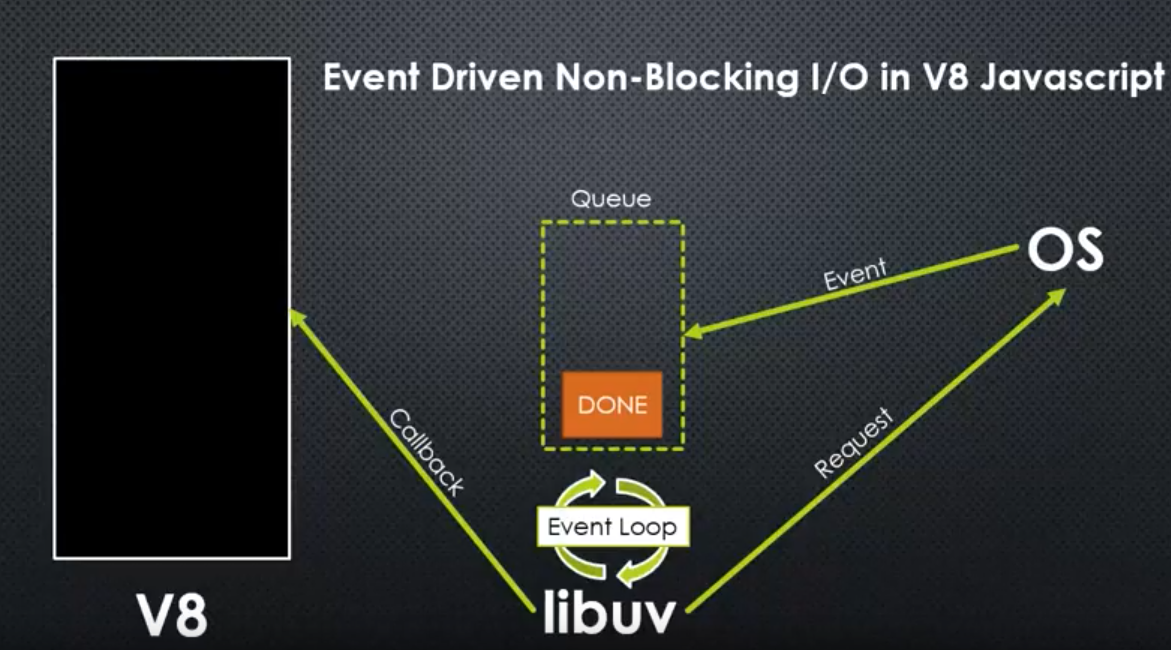 Event Driven Non-Blocking I/O in V8 Javascript
Queue
OS
Event
DONE
Callback
Request
Event Loop
V8
libuv